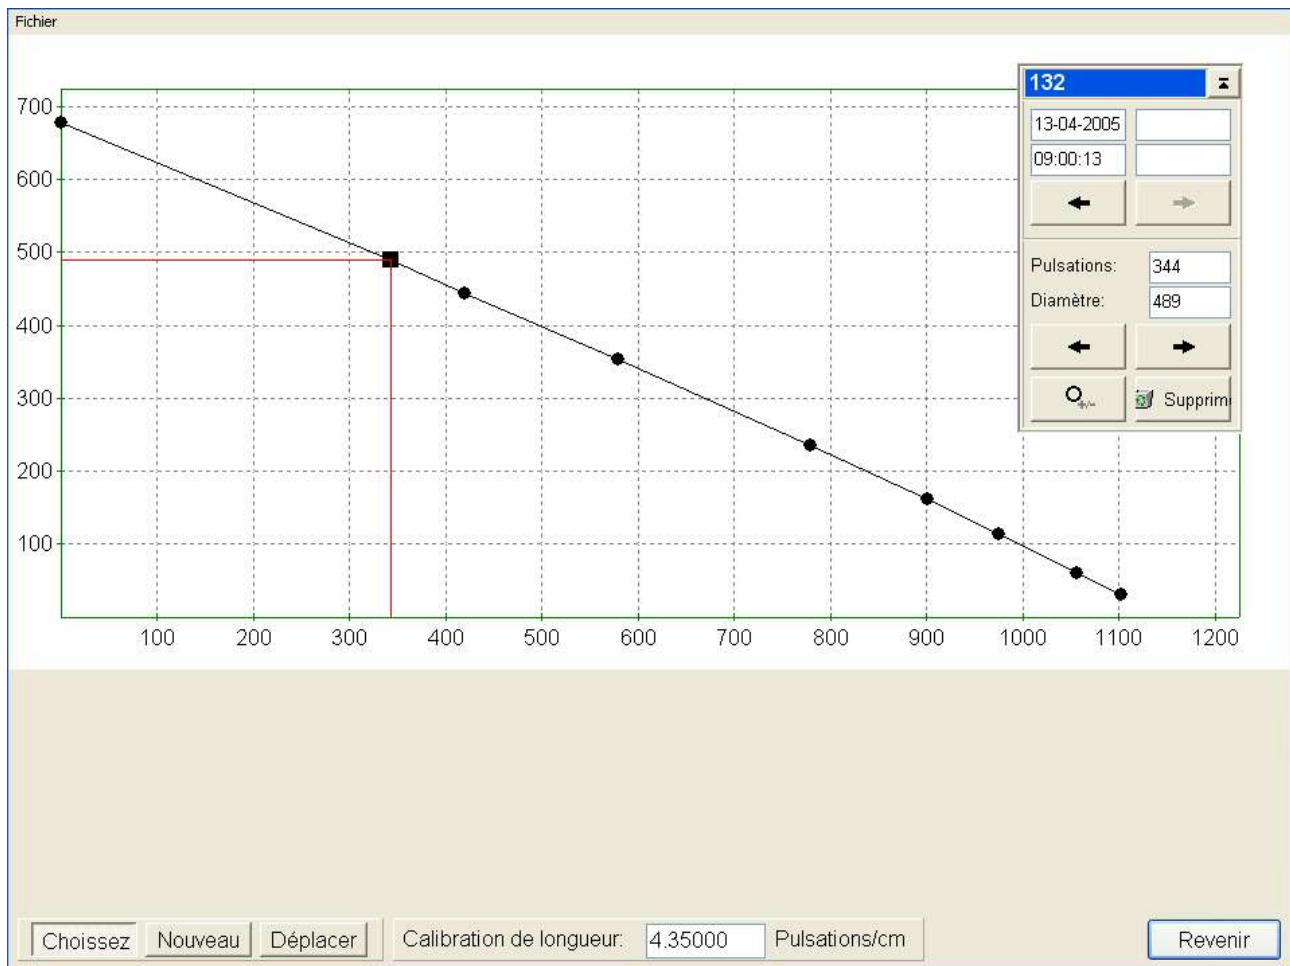 Fichier
132
13-04-2005
09:00:13
Pulsations: 344
Diamètre: 489
Supprim
700
600
500
400
300
200
100
100 200 300 400 500 600 700 800 900 1000 1100 1200
Choissez Nouveau Déplacer Calibration de longueur: 4.35000 Pulsations/cm Revenir